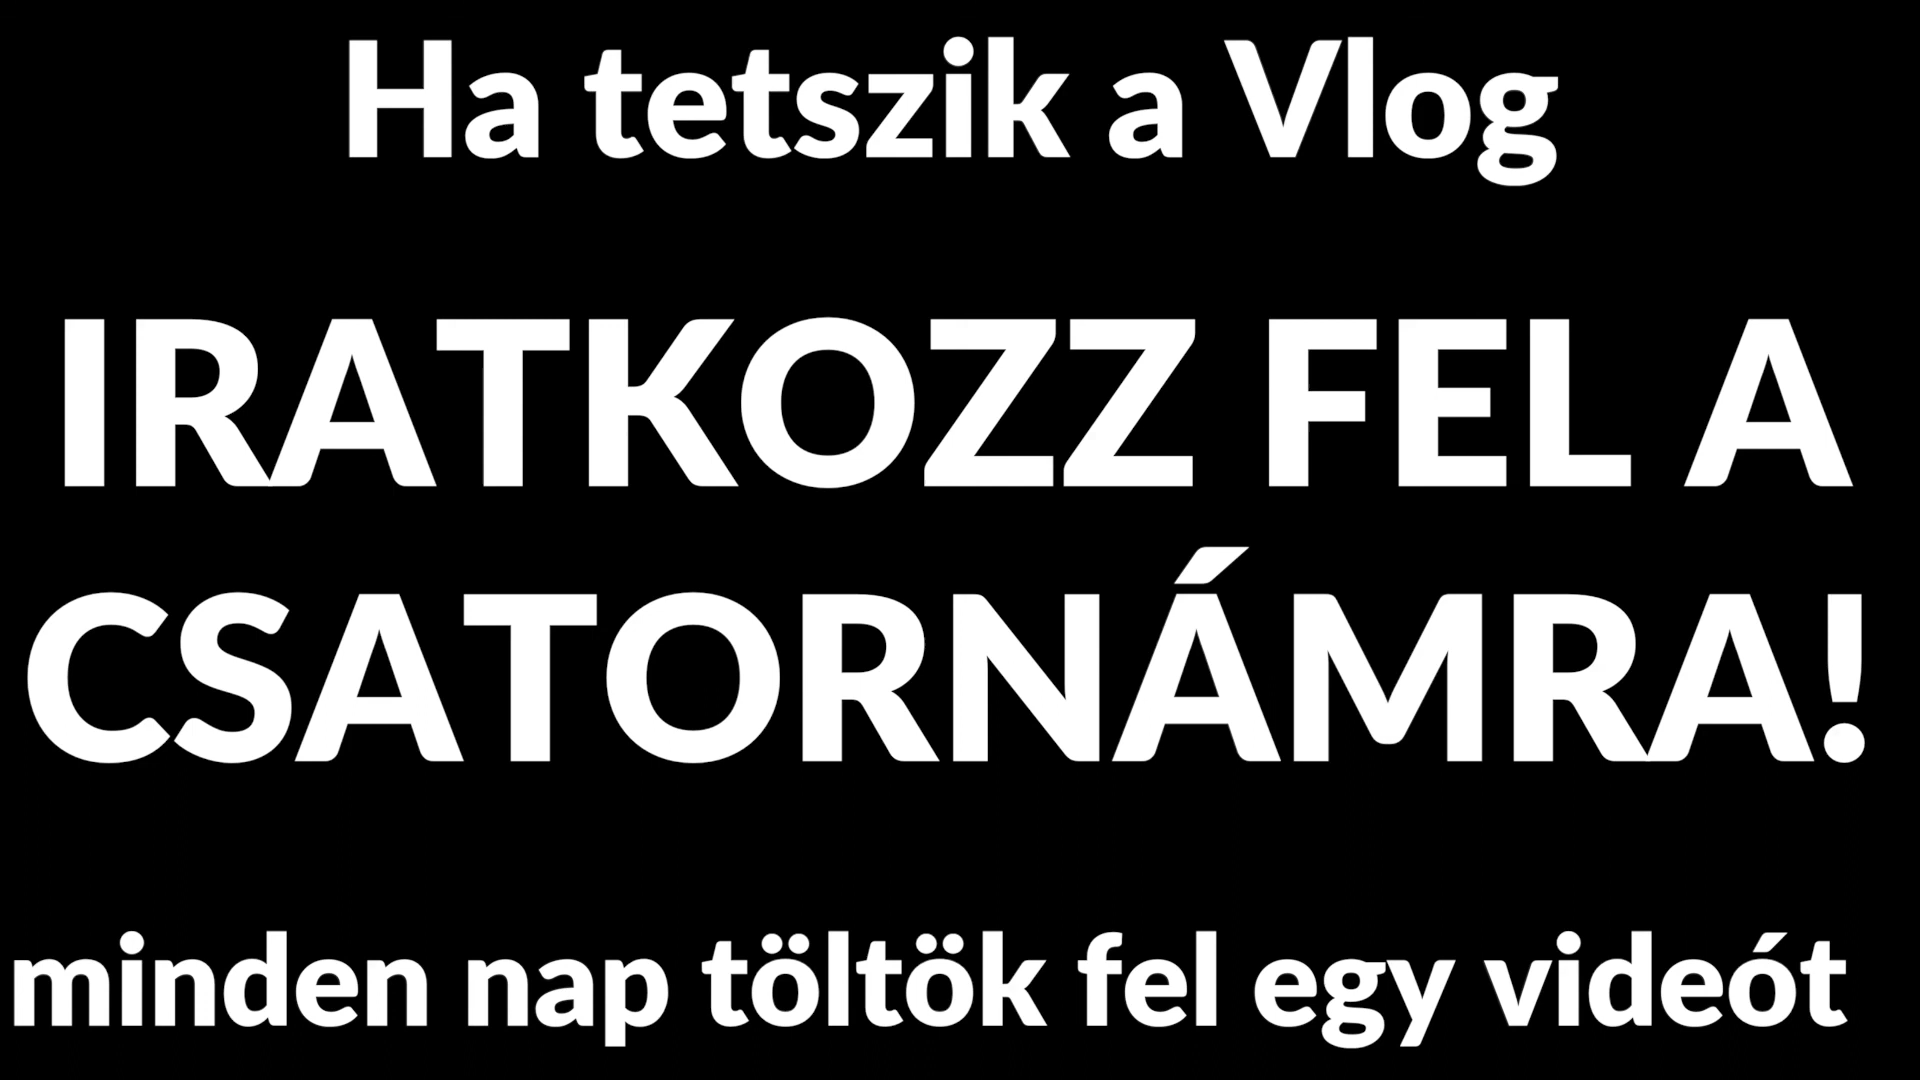 Ha tetszik a Vlog
IRATKOZZ FEL A
CSATORNÁMRA!
minden nap töltök fel egy videót